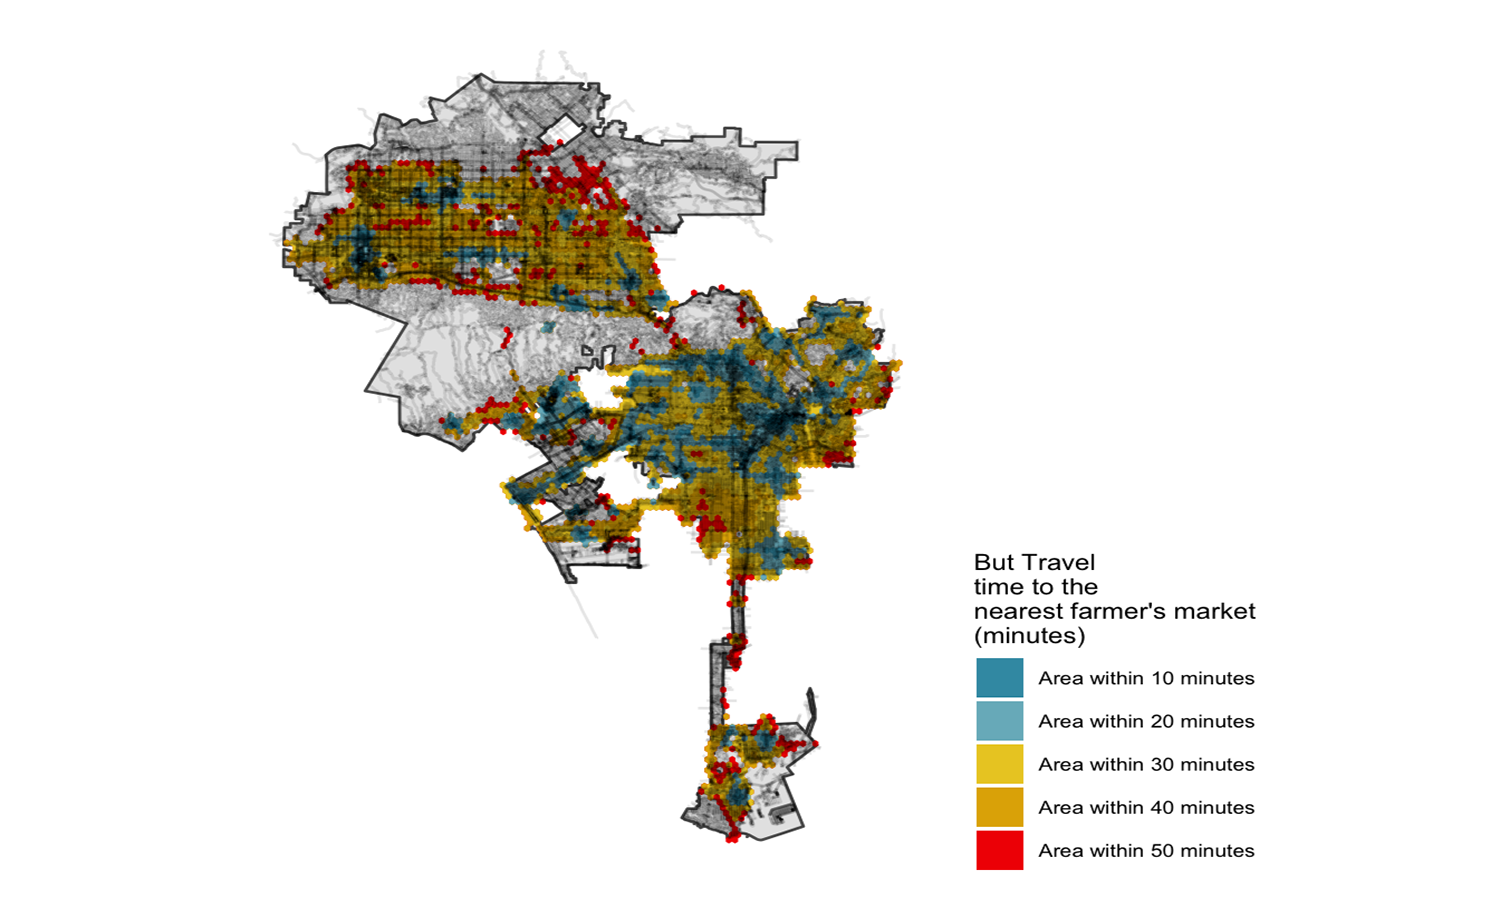 But Travel
time to the
nearest farmer's market
(minutes)
Area within 10 minutes
Area within 20 minutes
Area within 30 minutes
Area within 40 minutes
Area within 50 minutes